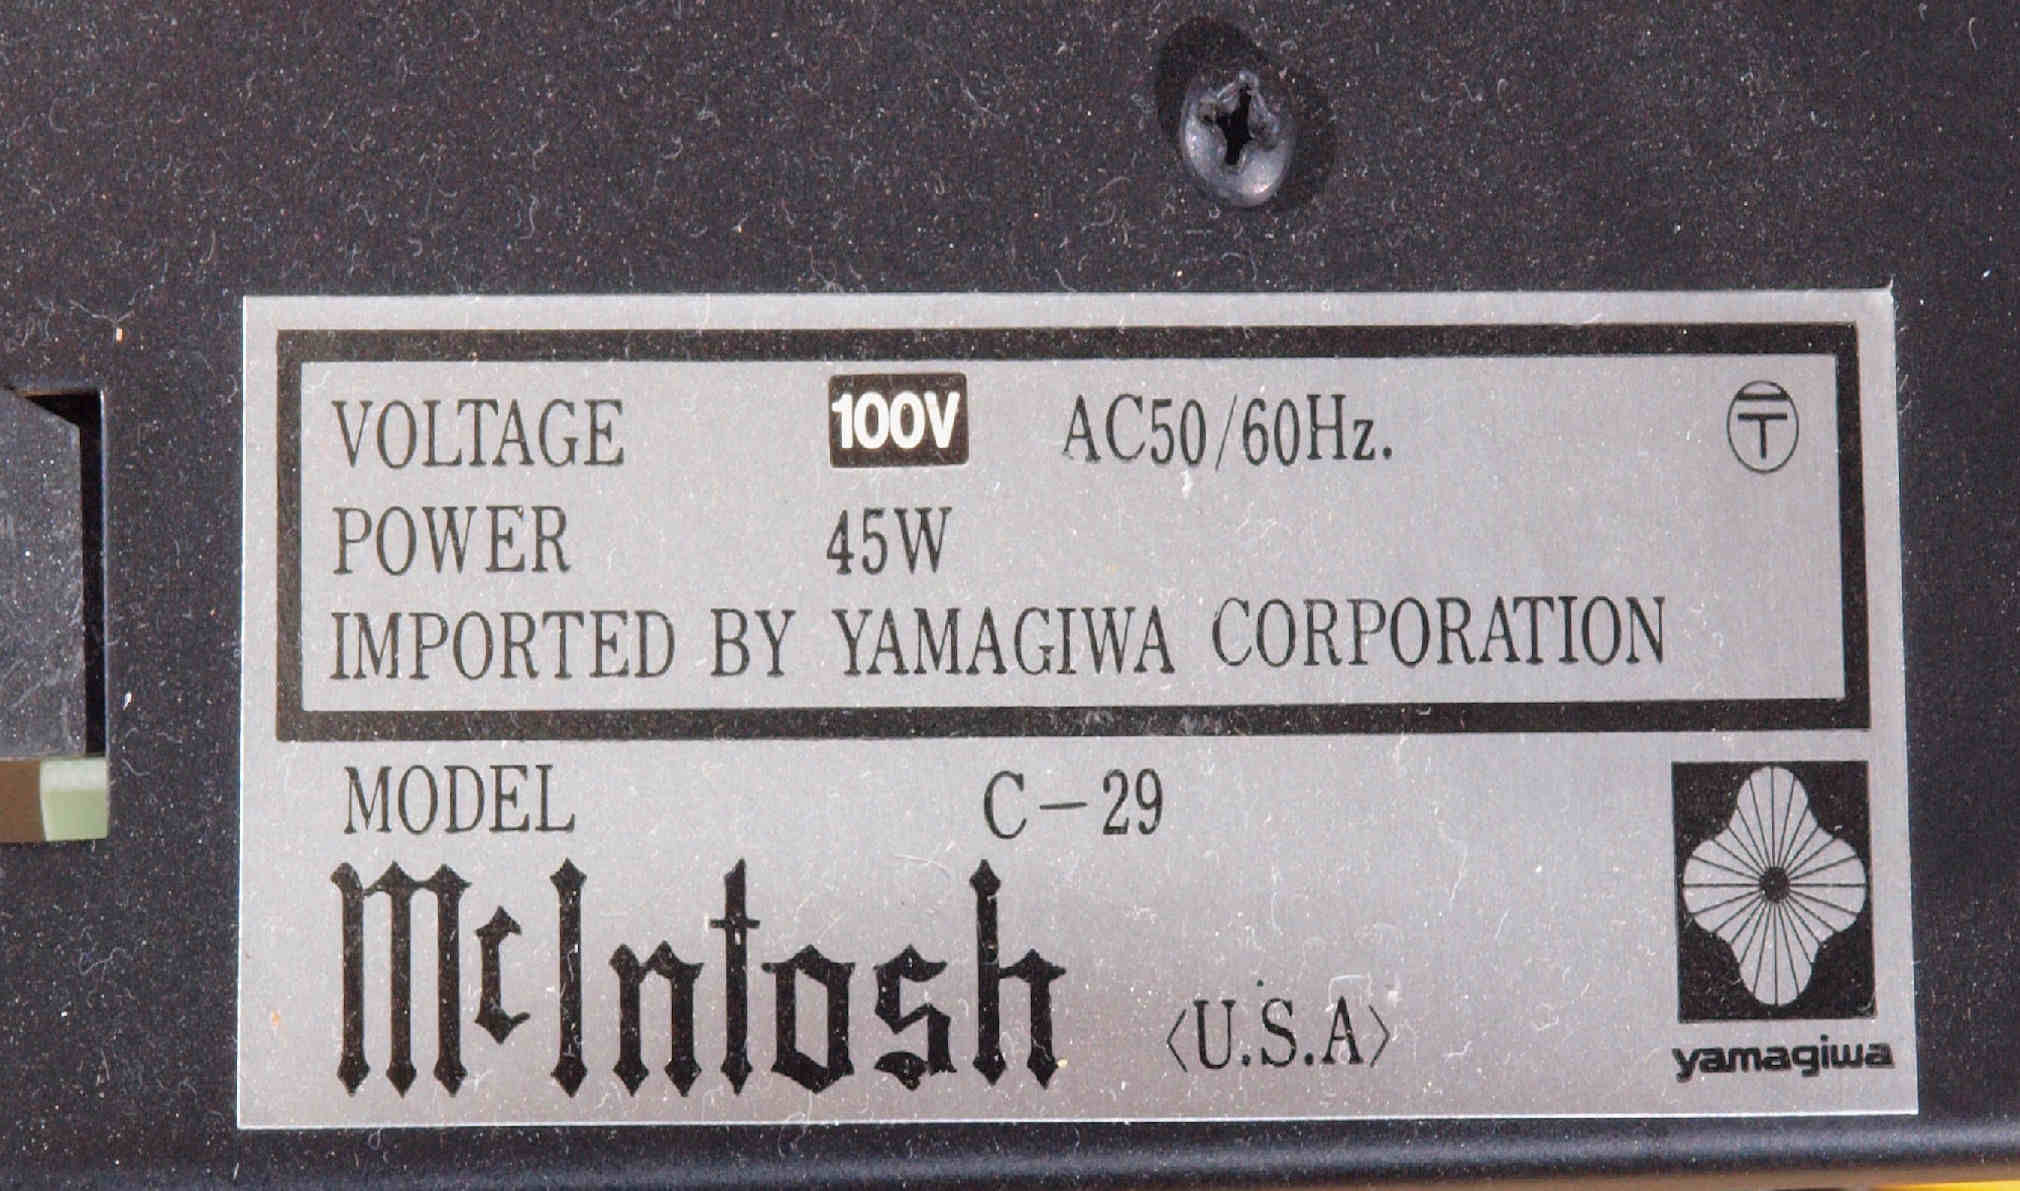 VOLTAGE 100V AC50/60Hz. 〒
POWER 45W
IMPORTED BY YAMAGIWA CORPORATION
MODEL C-29
McIntosh 〈U.S.A〉
yamagiwa